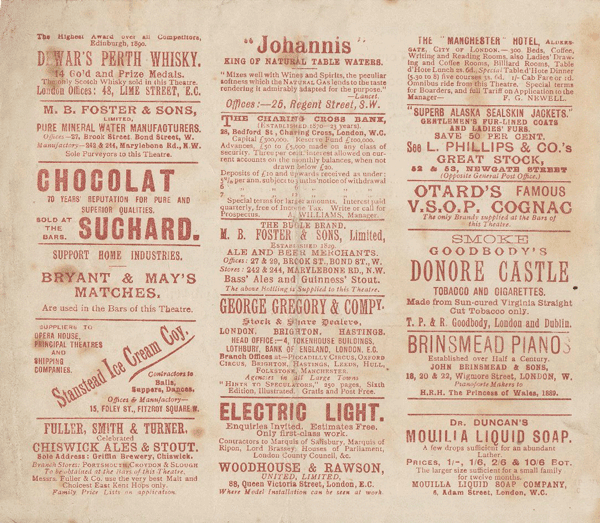 The Highest Award over all Competitors,
Edinburgh, 1890.
DEWAR'S PERTH WHISKY.
14 Gold and Prize Medals.
The only Scotch Whisky sold in this Theatre.
London Offices: 48, LIME STREET, E.C.
M. B. FOSTER & SONS,
LIMITED,
PURE MINERAL WATER MANUFACTURERS.
Offices—27, Brook Street, Bond Street, W.
Manufactory—242 & 244, Marylebone Rd., N.W.
Sole Purveyors to this Theatre.
CHOCOLAT
70 YEARS' REPUTATION FOR PURE AND
SUPERIOR QUALITIES.
SOLD AT
THE
BARS.
SUCHARD.
SUPPORT HOME INDUSTRIES.
BRYANT & MAY'S
MATCHES,
Are used in the Bars of this Theatre.
SUPPLIERS TO
OPERA HOUSE,
PRINCIPAL THEATRES
AND
SHIPPING
COMPANIES.
Stanstead Ice Cream Coy.
Contractors to
Balls,
Suppers, Dances.
Offices & Manufactory—
15, FOLEY ST., FITZROY SQUARE, W.
FULLER, SMITH & TURNER,
Celebrated
CHISWICK ALES & STOUT.
Sole Address: Griffin Brewery, Chiswick.
Branch Stores: PORTSMOUTH, CROYDON & SLOUGH
To be obtained at the Bars of this Theatre.
Messrs. Fuller & Co. use the very best Malt and
Choicest East Kent Hops only.
Family Price Lists on application.
"Johannis"
KING OF NATURAL TABLE WATERS.
"Mixes well with Wines and Spirits, the peculiar
softness which the NATURAL GAS lends to the taste
rendering it admirably adapted for the purpose."
—Lancet.
Offices:—25, Regent Street, S.W.
THE CHARING CROSS BANK,
(ESTABLISHED 1870—23 years).
28, Bedford St., Charing Cross, London, W.C.
Capital £300,000. Reserve Fund £100,000.
Advances, £50 to £5,000 made on any class of
security. Three per cent. Interest allowed on cur-
rent accounts on the monthly balances, when not
drawn below £20.
Deposits of £10 and upwards received as under:
p. ann. subject to 3 mths' notice of withdrawal
Special terms for larger amounts. Interest paid
quarterly, free of Income Tax. Write or call for
Prospectus. A. WILLIAMS, Manager.
THE BUGLE BRAND.
M. B. FOSTER & SONS, Limited,
ESTABLISHED 1829.
ALE AND BEER MERCHANTS.
Offices: 27 & 29, BROOK ST., BOND ST., W.
Stores: 242 & 244, MARYLEBONE RD., N.W.
Bass' Ales and Guinness' Stout.
The above Bottling is Supplied to this Theatre.
GEORGE GREGORY & COMPY.
Stock & Share Dealers,
LONDON, BRIGHTON, HASTINGS.
HEAD OFFICE:—4, TOKENHOUSE BUILDINGS,
LOTHBURY, BANK OF ENGLAND, LONDON, E.C.
Branch Offices at—PICCADILLY CIRCUS, OXFORD
CIRCUS, BRIGHTON, HASTINGS, LEWES, HULL,
FOLKESTONE, MANCHESTER.
Agencies in all Large Towns
"HINTS TO SPECULATORS," 250 pages, Sixth
Edition, Illustrated. Gratis and Post Free.
ELECTRIC LIGHT.
Enquiries Invited. Estimates Free.
Only first-class work.
Contractors to Marquis of Salisbury, Marquis of
Ripon, Lord Brassey, Houses of Parliament,
London County Council, &c.
WOODHOUSE & RAWSON,
UNITED, LIMITED,
88, Queen Victoria Street, London, E.C.
Where Model Installation can be seen at work.
THE "MANCHESTER" HOTEL, ALDERS-
GATE, CITY OF LONDON.—300 Beds, Coffee,
Writing and Reading Rooms, also Ladies' Draw-
ing and Coffee Rooms, Billiard Rooms, Table
d'Hote Lunch 2s. 6d., Special Table d'Hote Dinner
(5.30 to 8) five courses 3s. 6d. 1/- Cab Fare or 1d.
Omnibus ride from this Theatre. Special terms
for Boarders, and full Tariff on Application to the
Manager— F. G. NEWELL.
"SUPERB ALASKA SEALSKIN JACKETS."
GENTLEMEN'S FUR-LINED COATS
AND LADIES' FURS.
SAVE 50 PER CENT.
See L. PHILLIPS & CO.'s
GREAT STOCK,
52 & 53, NEWGATE STREET
(Opposite General Post Office.)
OTARD'S FAMOUS
V.S.O.P. COGNAC
The only Brandies supplied at the Bars of
this Theatre.
SMOKE
GOODBODY'S
DONORE CASTLE
TOBACCO AND CIGARETTES.
Made from Sun-cured Virginia Straight
Cut Tobacco only.
T. P. & R. Goodbody, London and Dublin.
BRINSMEAD PIANOS
Established over Half a Century.
JOHN BRINSMEAD & SONS,
18, 20 & 22, Wigmore Street, LONDON, W.
Pianoforte Makers to
H.R.H. The Princess of Wales, 1889.
DR. DUNCAN'S
MOUILLA LIQUID SOAP.
A few drops sufficient for an abundant
Lather.
PRICES, 1/-, 1/6, 2/6 & 10/6 BOT.
The larger size sufficient for a small family
for twelve months.
MOUILLA LIQUID SOAP COMPANY,
6, Adam Street, London, W.C.